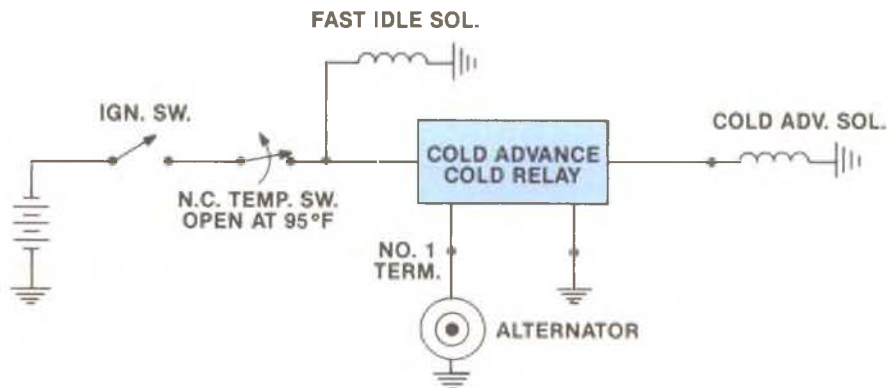 FAST IDLE SOL.
IGN. SW.
COLD ADV. SOL.
COLD ADVANCE
COLD RELAY
N.C. TEMP. SW.
OPEN AT 95°F
NO. 1
TERM.
ALTERNATOR